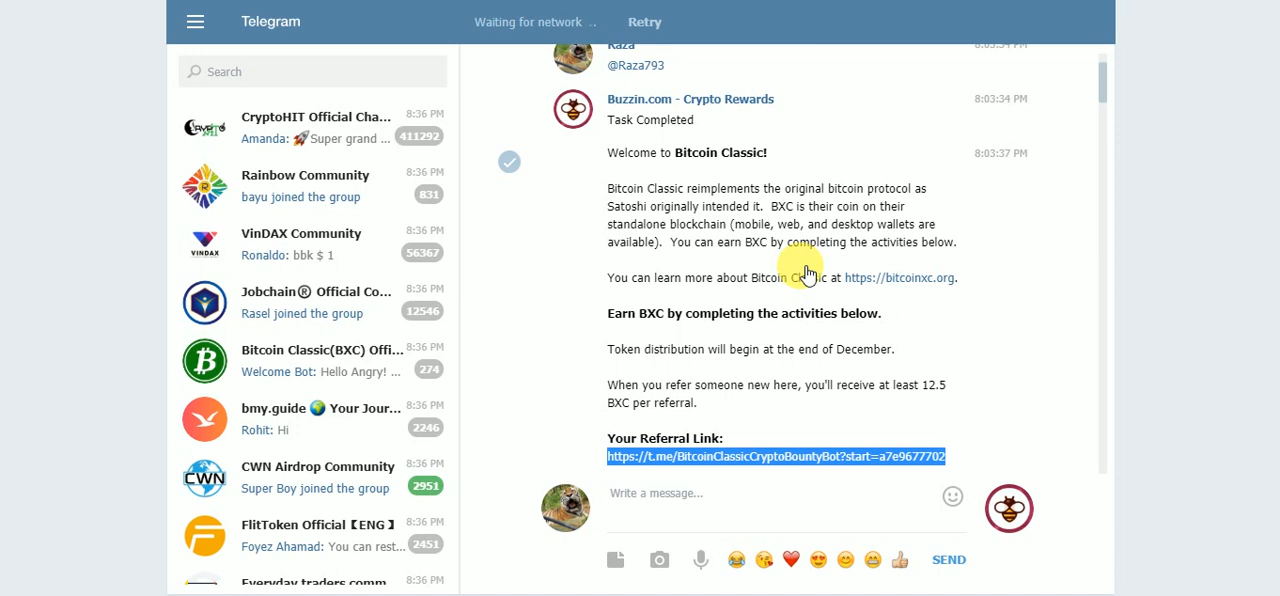 Telegram
Waiting for network ..
Retry
Search
CryptoHIT Official Cha... 8:36 PM
Amanda: 🚀Super grand ... 411292
Rainbow Community 8:36 PM
bayu joined the group 831
VinDAX Community 8:36 PM
Ronaldo: bbk $ 1 56367
VINDAX
Jobchain® Official Co... 8:36 PM
Rasel joined the group 12546
Bitcoin Classic(BXC) Offi... 8:36 PM
Welcome Bot: Hello Angry! ... 274
bmy.guide 🌍 Your Jour... 8:36 PM
Rohit: Hi 2246
CWN Airdrop Community 8:36 PM
CWN
Super Boy joined the group 2951
FlitToken Official【ENG】 8:36 PM
Foyez Ahamad: You can rest... 2451
Everyday traders comm... 8:36 PM
Raza 8:03:34 PM
@Raza793
Buzzin.com - Crypto Rewards 8:03:34 PM
Task Completed
Welcome to Bitcoin Classic! 8:03:37 PM
Bitcoin Classic reimplements the original bitcoin protocol as
Satoshi originally intended it. BXC is their coin on their
standalone blockchain (mobile, web, and desktop wallets are
available). You can earn BXC by completing the activities below.
You can learn more about Bitcoin Classic at https://bitcoinxc.org.
Earn BXC by completing the activities below.
Token distribution will begin at the end of December.
When you refer someone new here, you'll receive at least 12.5
BXC per referral.
Your Referral Link:
https://t.me/BitcoinClassicCryptoBountyBot?start=a7e9677702
Write a message...
SEND